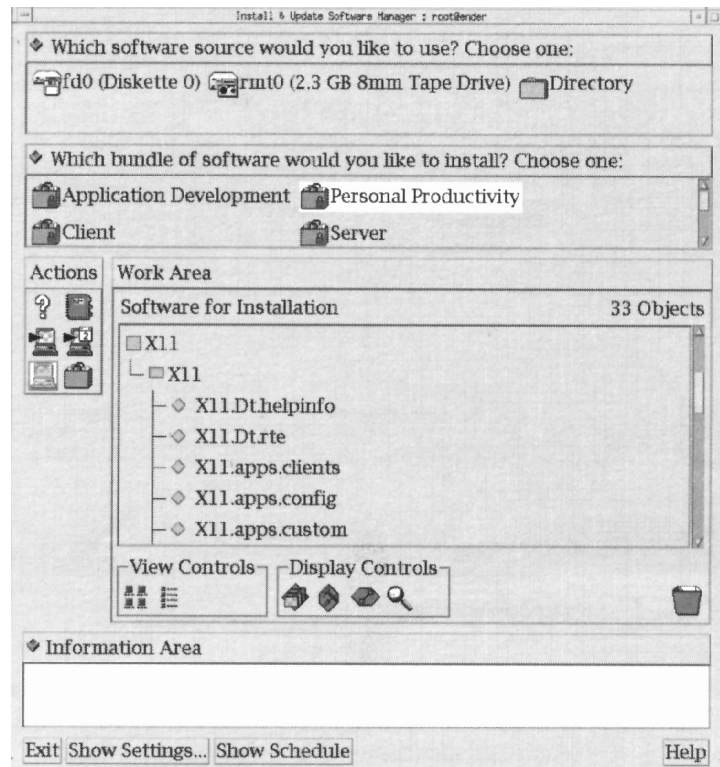 Install & Update Software Manager : root@ender
Which software source would you like to use? Choose one:
fd0 (Diskette 0) rmt0 (2.3 GB 8mm Tape Drive) Directory
Which bundle of software would you like to install? Choose one:
Application Development Personal Productivity
Client Server
Actions Work Area
Software for Installation 33 Objects
X11
X11
X11.Dt.helpinfo
X11.Dt.rte
X11.apps.clients
X11.apps.config
X11.apps.custom
View Controls Display Controls
Information Area
Exit Show Settings... Show Schedule Help